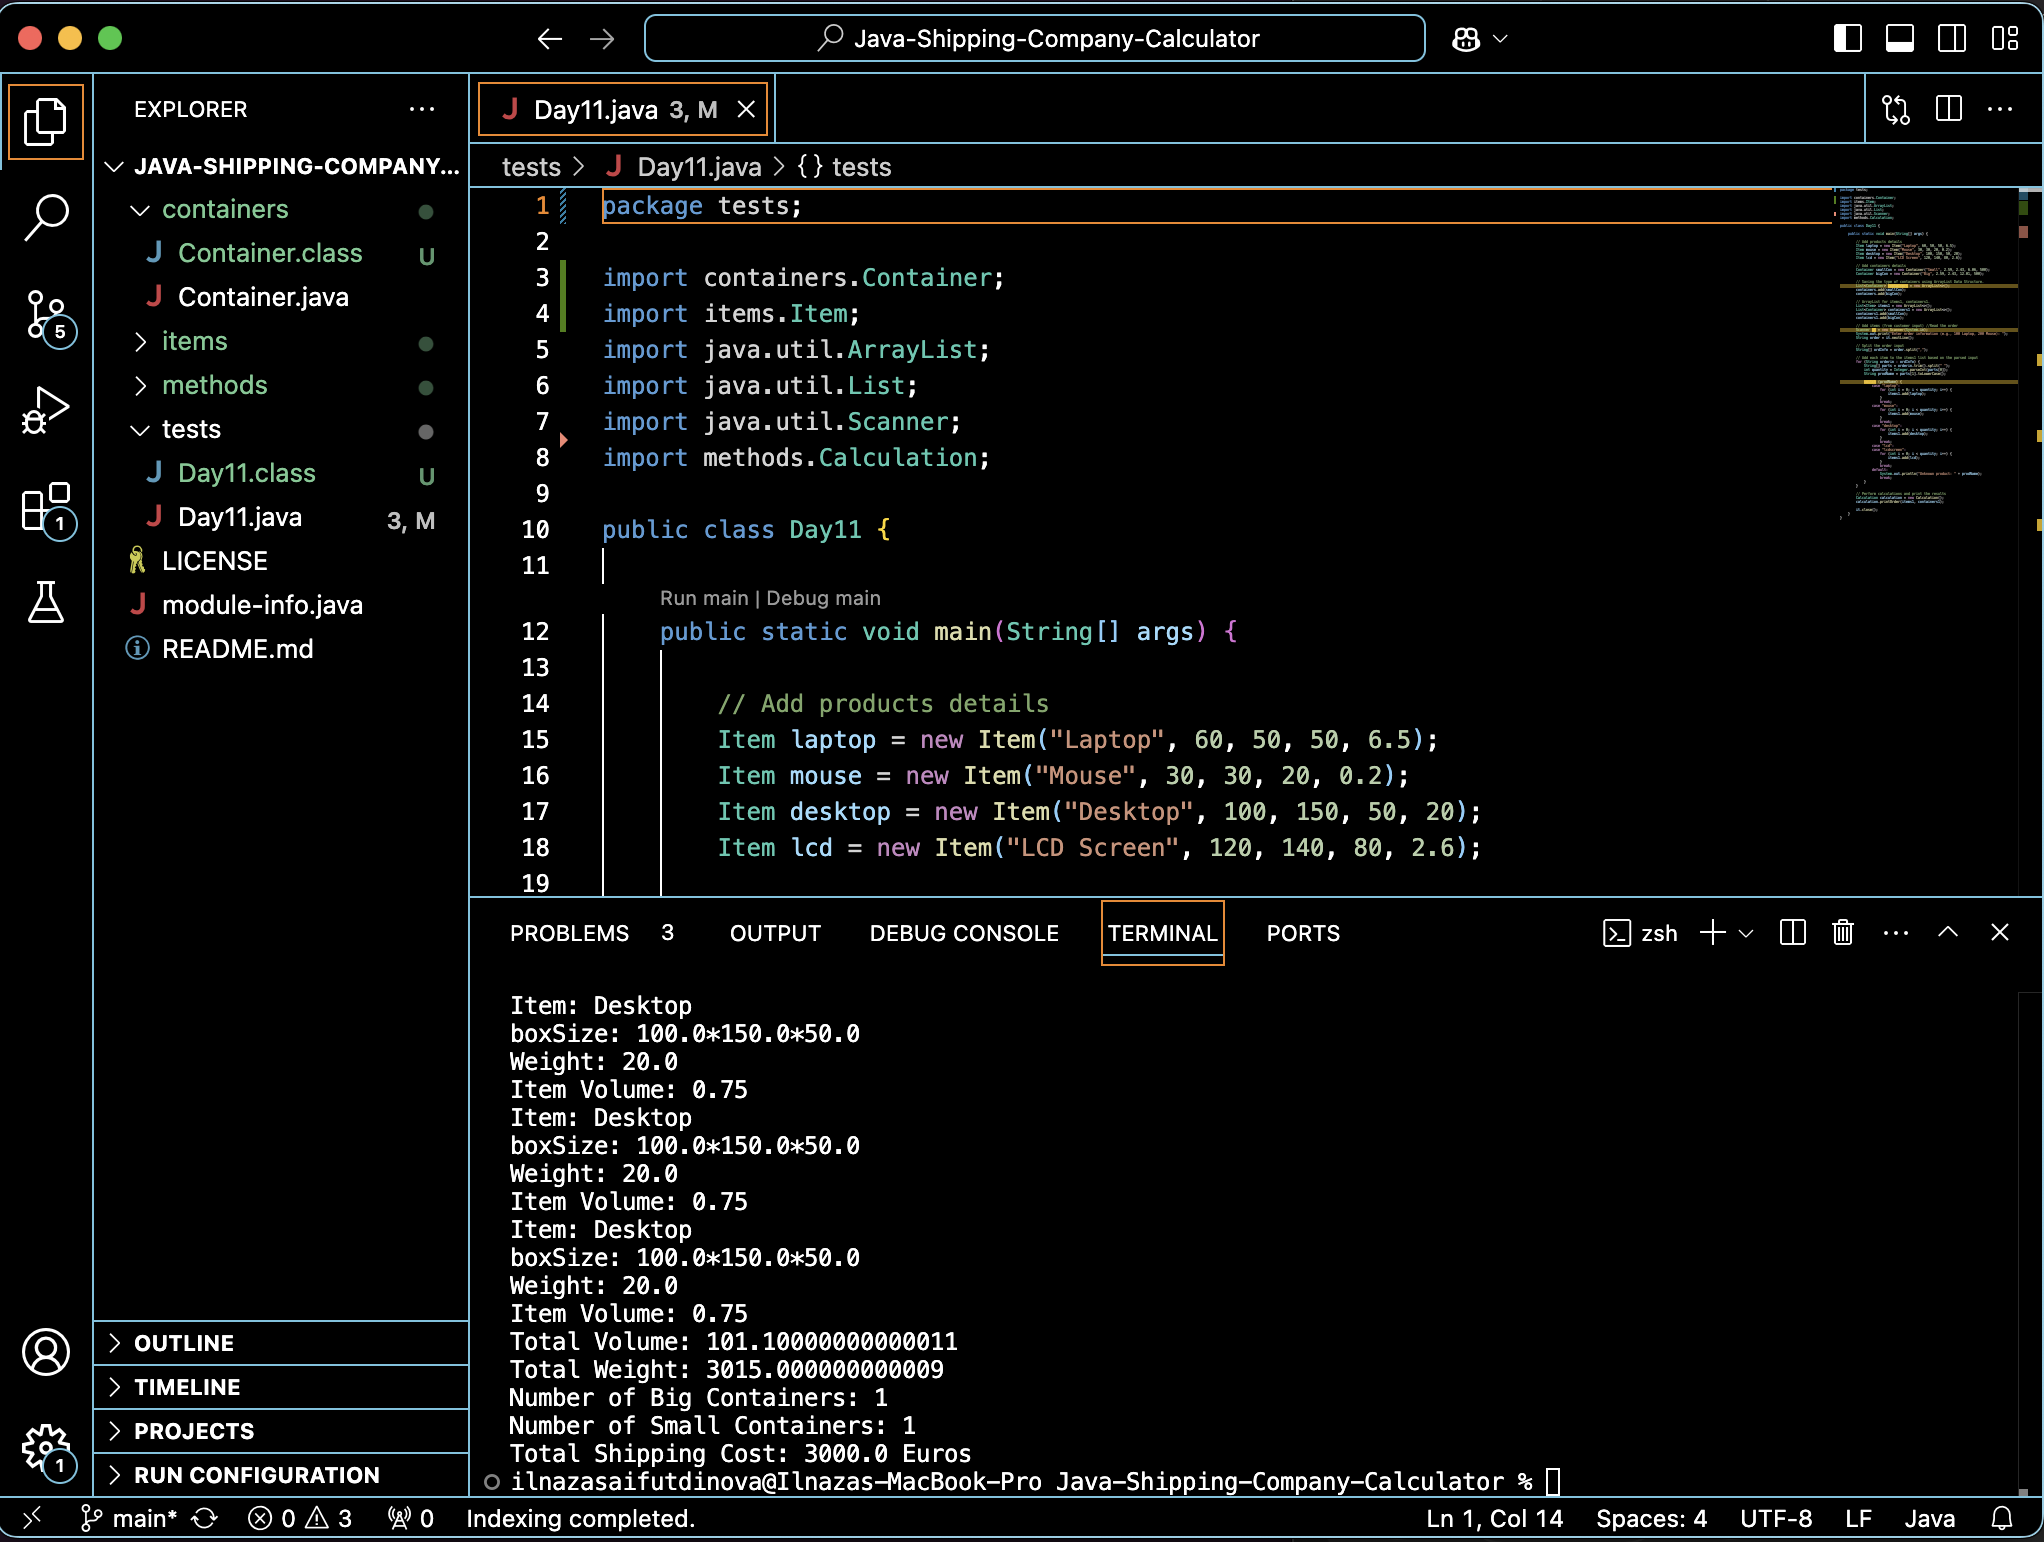 Java-Shipping-Company-Calculator
EXPLORER
JAVA-SHIPPING-COMPANY...
containers
Container.class U
Container.java
items
methods
tests
Day11.class U
Day11.java 3, M
LICENSE
module-info.java
README.md
OUTLINE
TIMELINE
PROJECTS
RUN CONFIGURATION
5
1
1
Day11.java 3, M
tests > Day11.java > {} tests
1 package tests;
2
3 import containers.Container;
4 import items.Item;
5 import java.util.ArrayList;
6 import java.util.List;
7 import java.util.Scanner;
8 import methods.Calculation;
9
10 public class Day11 {
11
Run main | Debug main
12 public static void main(String[] args) {
13
14 // Add products details
15 Item laptop = new Item("Laptop", 60, 50, 50, 6.5);
16 Item mouse = new Item("Mouse", 30, 30, 20, 0.2);
17 Item desktop = new Item("Desktop", 100, 150, 50, 20);
18 Item lcd = new Item("LCD Screen", 120, 140, 80, 2.6);
19
PROBLEMS 3 OUTPUT DEBUG CONSOLE TERMINAL PORTS zsh
Item: Desktop
boxSize: 100.0*150.0*50.0
Weight: 20.0
Item Volume: 0.75
Item: Desktop
boxSize: 100.0*150.0*50.0
Weight: 20.0
Item Volume: 0.75
Item: Desktop
boxSize: 100.0*150.0*50.0
Weight: 20.0
Item Volume: 0.75
Total Volume: 101.10000000000011
Total Weight: 3015.000000000009
Number of Big Containers: 1
Number of Small Containers: 1
Total Shipping Cost: 3000.0 Euros
ilnazasaifutdinova@Ilnazas-MacBook-Pro Java-Shipping-Company-Calculator %
main* 0 3 0 Indexing completed. Ln 1, Col 14 Spaces: 4 UTF-8 LF Java